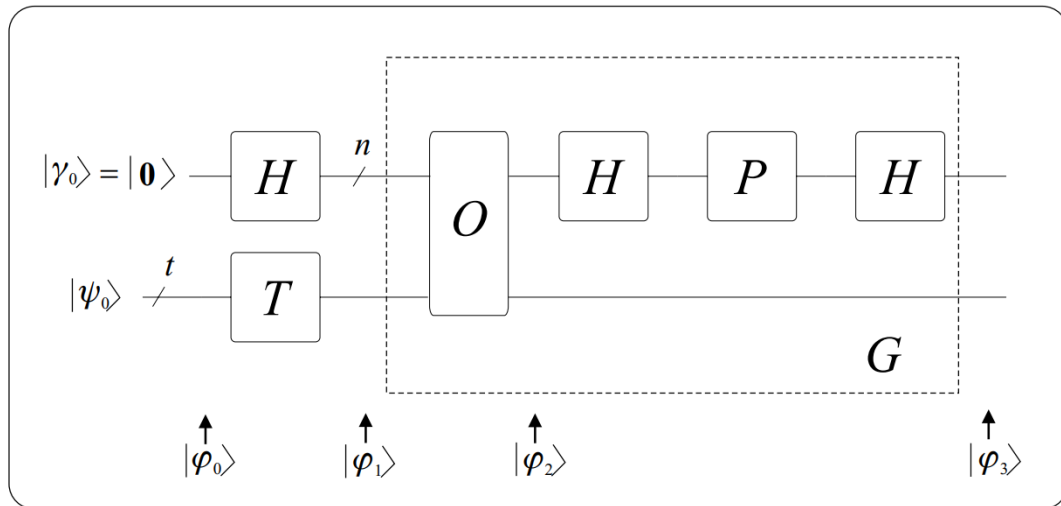 n
|γ₀⟩ = |𝟎⟩ H O H P H
t
|ψ₀⟩ T
G
|φ₀⟩ |φ₁⟩ |φ₂⟩ |φ₃⟩